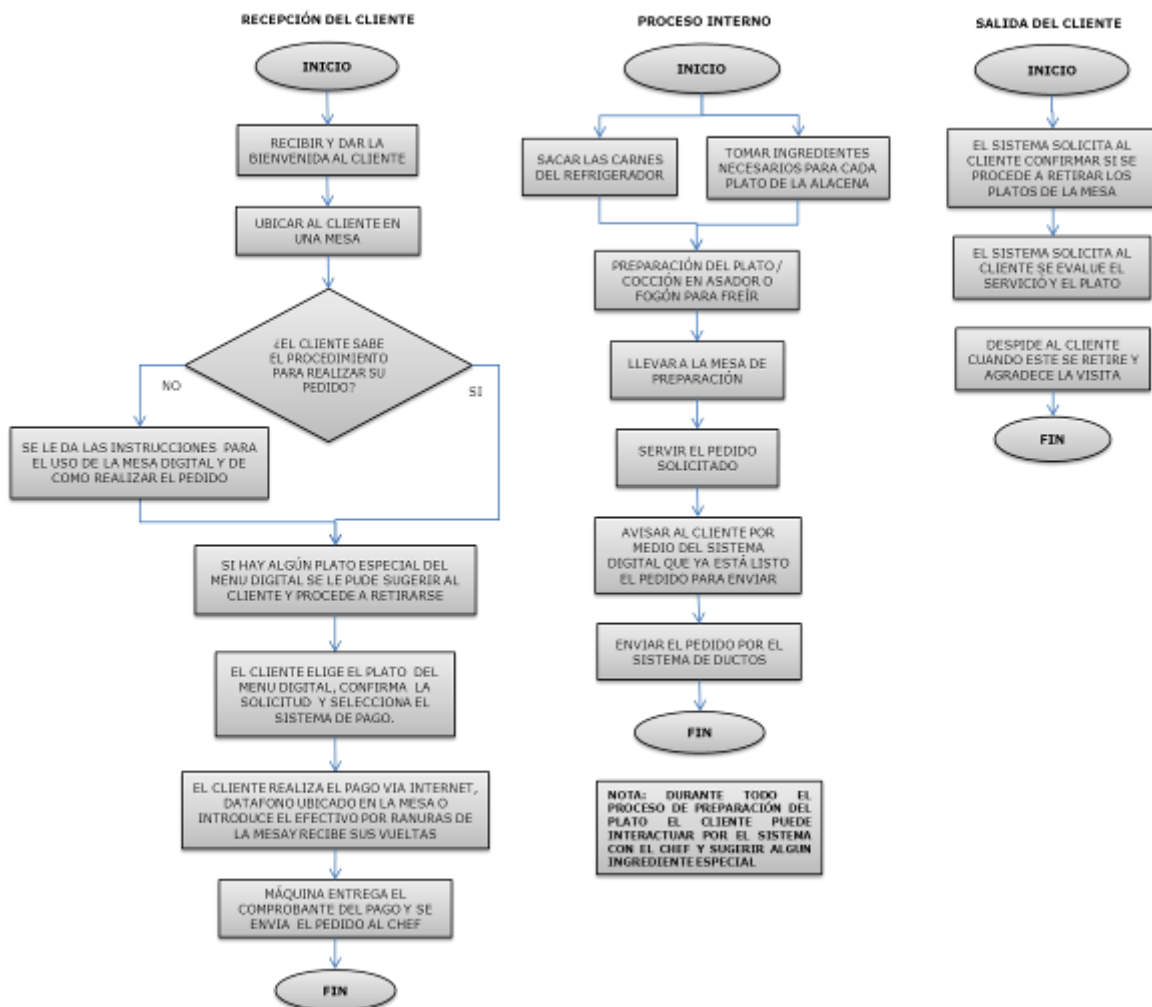 RECEPCIÓN DEL CLIENTE
INICIO
RECIBIR Y DAR LA
BIENVENIDA AL CLIENTE
UBICAR AL CLIENTE EN
UNA MESA
¿EL CLIENTE SABE
EL PROCEDIMIENTO
PARA REALIZAR SU
PEDIDO?
NO
SI
SE LE DA LAS INSTRUCCIONES PARA
EL USO DE LA MESA DIGITAL Y DE
COMO REALIZAR EL PEDIDO
SI HAY ALGÚN PLATO ESPECIAL DEL
MENU DIGITAL SE LE PUDE SUGERIR AL
CLIENTE Y PROCEDE A RETIRARSE
EL CLIENTE ELIGE EL PLATO DEL
MENU DIGITAL, CONFIRMA LA
SOLICITUD Y SELECCIONA EL
SISTEMA DE PAGO.
EL CLIENTE REALIZA EL PAGO VIA INTERNET,
DATAFONO UBICADO EN LA MESA O
INTRODUCE EL EFECTIVO POR RANURAS DE
LA MESAY RECIBE SUS VUELTAS
MÁQUINA ENTREGA EL
COMPROBANTE DEL PAGO Y SE
ENVIA EL PEDIDO AL CHEF
FIN
PROCESO INTERNO
INICIO
SACAR LAS CARNES
DEL REFRIGERADOR
TOMAR INGREDIENTES
NECESARIOS PARA CADA
PLATO DE LA ALACENA
PREPARACIÓN DEL PLATO /
COCCIÓN EN ASADOR O
FOGÓN PARA FREÍR
LLEVAR A LA MESA DE
PREPARACIÓN
SERVIR EL PEDIDO
SOLICITADO
AVISAR AL CLIENTE POR
MEDIO DEL SISTEMA
DIGITAL QUE YA ESTÁ LISTO
EL PEDIDO PARA ENVIAR
ENVIAR EL PEDIDO POR EL
SISTEMA DE DUCTOS
FIN
NOTA: DURANTE TODO EL
PROCESO DE PREPARACIÓN DEL
PLATO EL CLIENTE PUEDE
INTERACTUAR POR EL SISTEMA
CON EL CHEF Y SUGERIR ALGUN
INGREDIENTE ESPECIAL
SALIDA DEL CLIENTE
INICIO
EL SISTEMA SOLICITA AL
CLIENTE CONFIRMAR SI SE
PROCEDE A RETIRAR LOS
PLATOS DE LA MESA
EL SISTEMA SOLICITA AL
CLIENTE SE EVALUE EL
SERVICIÓ Y EL PLATO
DESPIDE AL CLIENTE
CUANDO ESTE SE RETIRE Y
AGRADECE LA VISITA
FIN